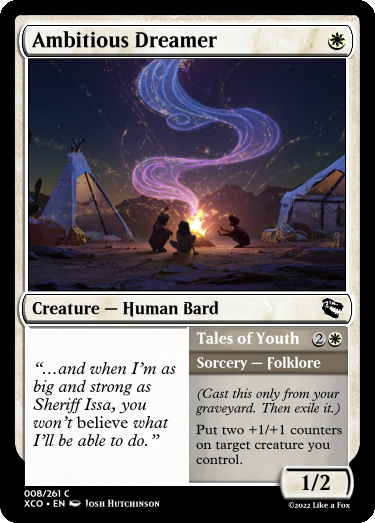 Ambitious Dreamer
Creature — Human Bard
“...and when I'm as
big and strong as
Sheriff Issa, you
won't believe what
I'll be able to do.”
Tales of Youth 2
Sorcery — Folklore
(Cast this only from your
graveyard. Then exile it.)
Put two +1/+1 counters
on target creature you
control.
1/2
008/261 C
XCO • EN Josh Hutchinson
©2022 Like a Fox